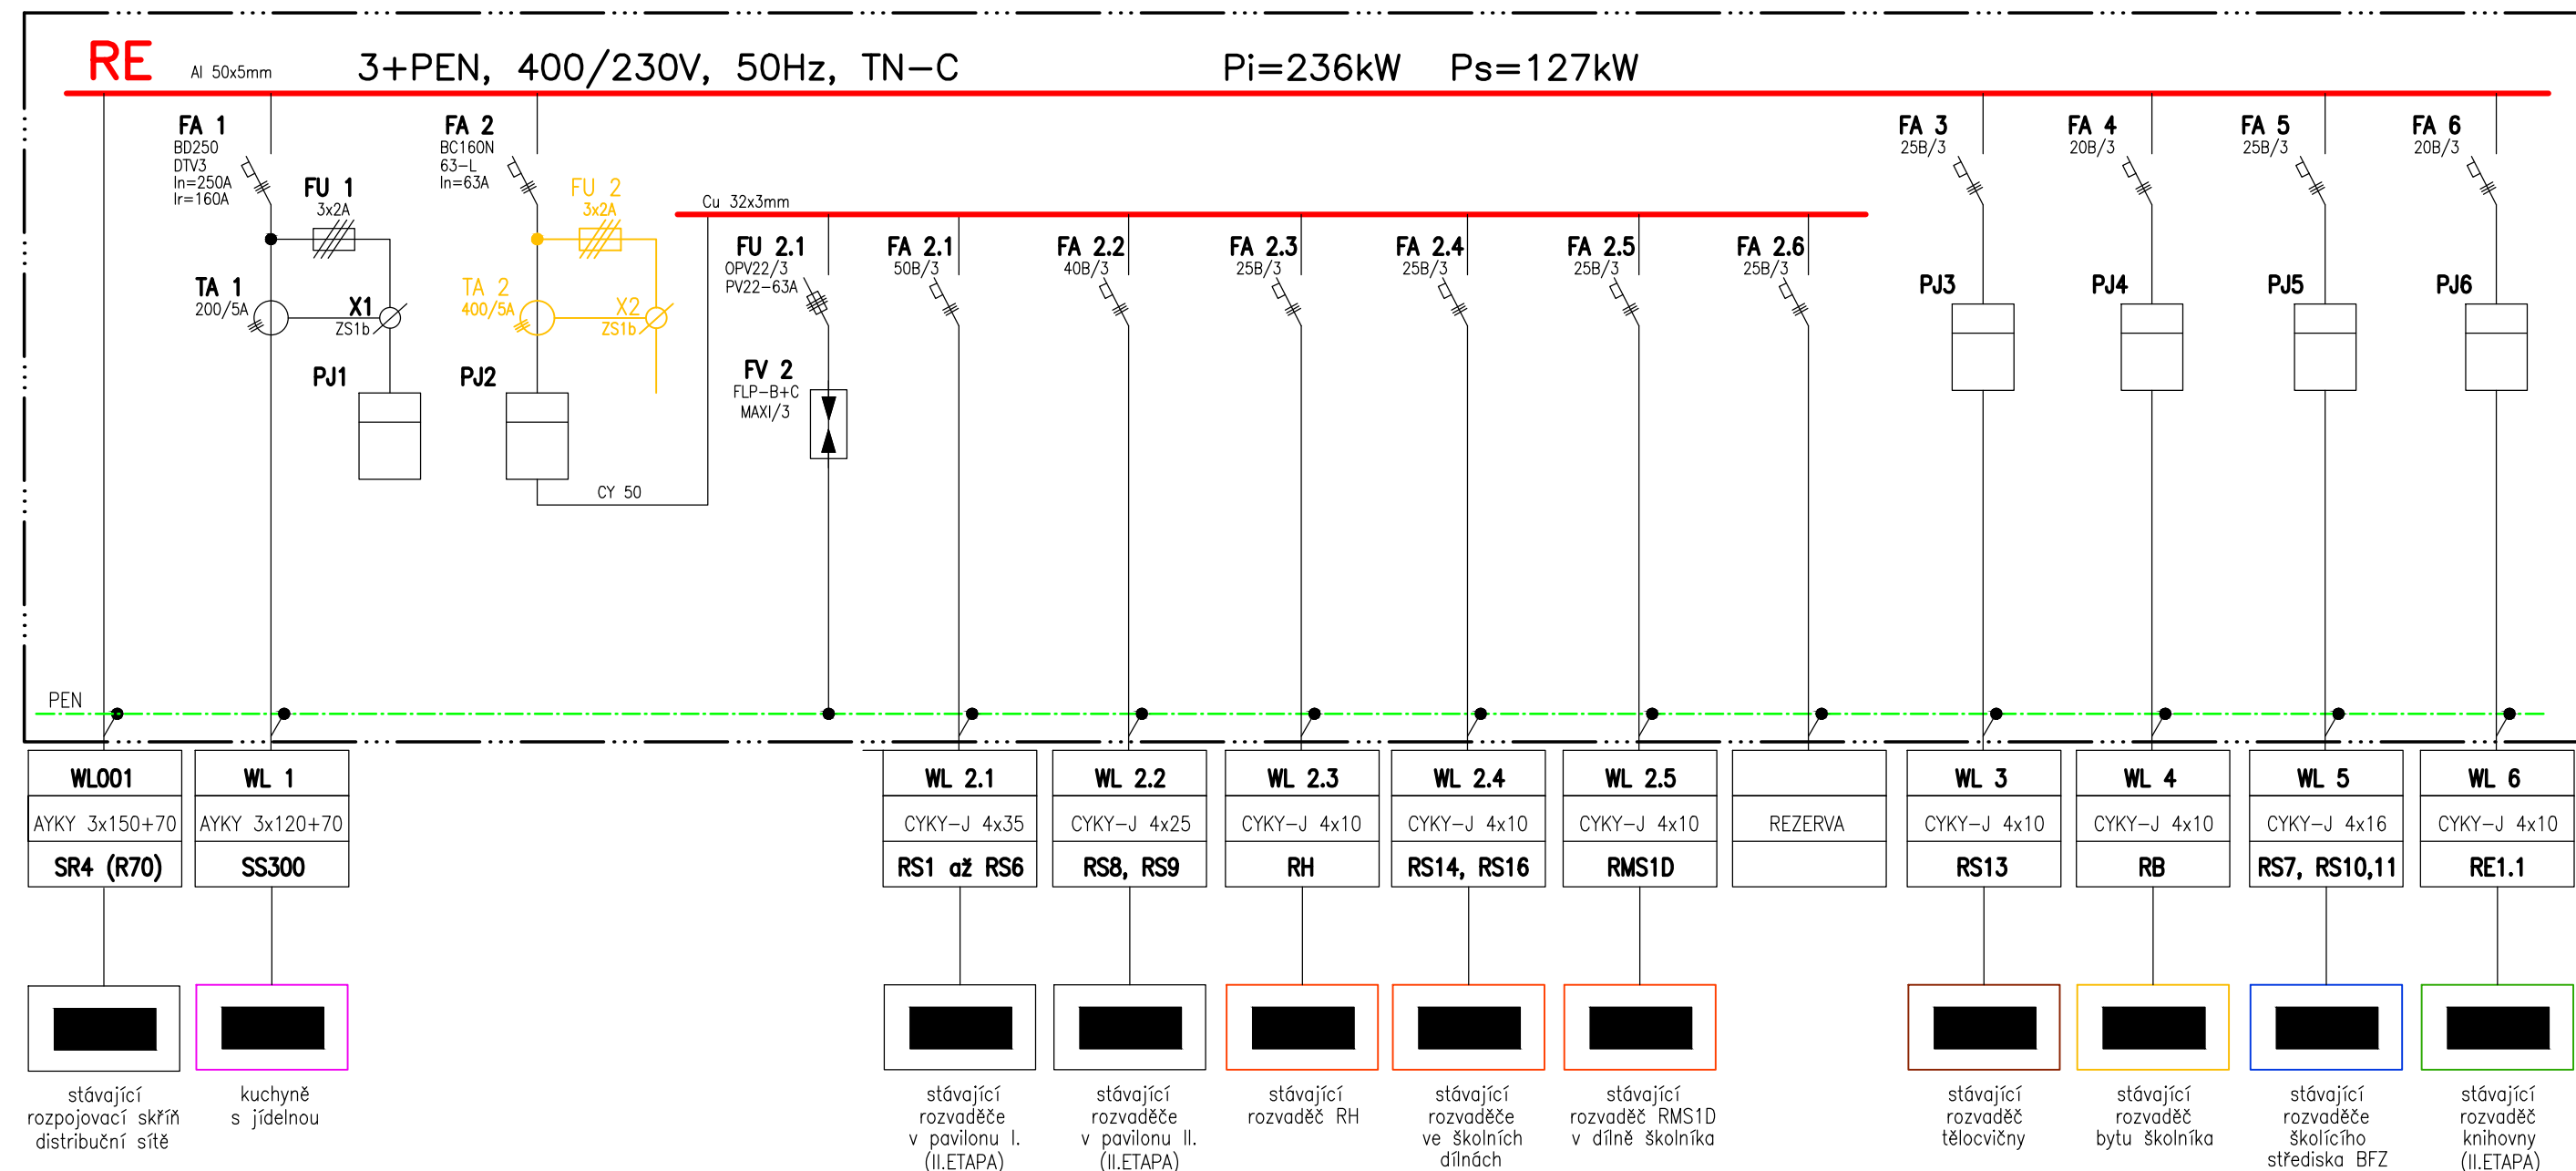 RE
Al 50x5mm
3+PEN, 400/230V, 50Hz, TN-C
Pi=236kW Ps=127kW
FA 1
BD250
DTV3
In=250A
Ir=160A
FU 1
3x2A
TA 1
200/5A
X1
ZS1b
PJ1
FA 2
BC160N
63-L
In=63A
FU 2
3x2A
TA 2
400/5A
X2
ZS1b
PJ2
CY 50
Cu 32x3mm
FU 2.1
OPV22/3
PV22-63A
FV 2
FLP-B+C
MAXI/3
FA 2.1
50B/3
FA 2.2
40B/3
FA 2.3
25B/3
FA 2.4
25B/3
FA 2.5
25B/3
FA 2.6
25B/3
FA 3
25B/3
PJ3
FA 4
20B/3
PJ4
FA 5
25B/3
PJ5
FA 6
20B/3
PJ6
PEN
WL001
AYKY 3x150+70
SR4 (R70)
stávající
rozpojovací skříň
distribuční sítě
WL 1
AYKY 3x120+70
SS300
kuchyně
s jídelnou
WL 2.1
CYKY-J 4x35
RS1 až RS6
stávající
rozvaděče
v pavilonu I.
(II.ETAPA)
WL 2.2
CYKY-J 4x25
RS8, RS9
stávající
rozvaděče
v pavilonu II.
(II.ETAPA)
WL 2.3
CYKY-J 4x10
RH
stávající
rozvaděč RH
WL 2.4
CYKY-J 4x10
RS14, RS16
stávající
rozvaděče
ve školních
dílnách
WL 2.5
CYKY-J 4x10
RMS1D
stávající
rozvaděč RMS1D
v dílně školníka
REZERVA
WL 3
CYKY-J 4x10
RS13
stávající
rozvaděč
tělocvičny
WL 4
CYKY-J 4x10
RB
stávající
rozvaděč
bytu školníka
WL 5
CYKY-J 4x16
RS7, RS10,11
stávající
rozvaděče
školícího
střediska BFZ
WL 6
CYKY-J 4x10
RE1.1
stávající
rozvaděč
knihovny
(II.ETAPA)